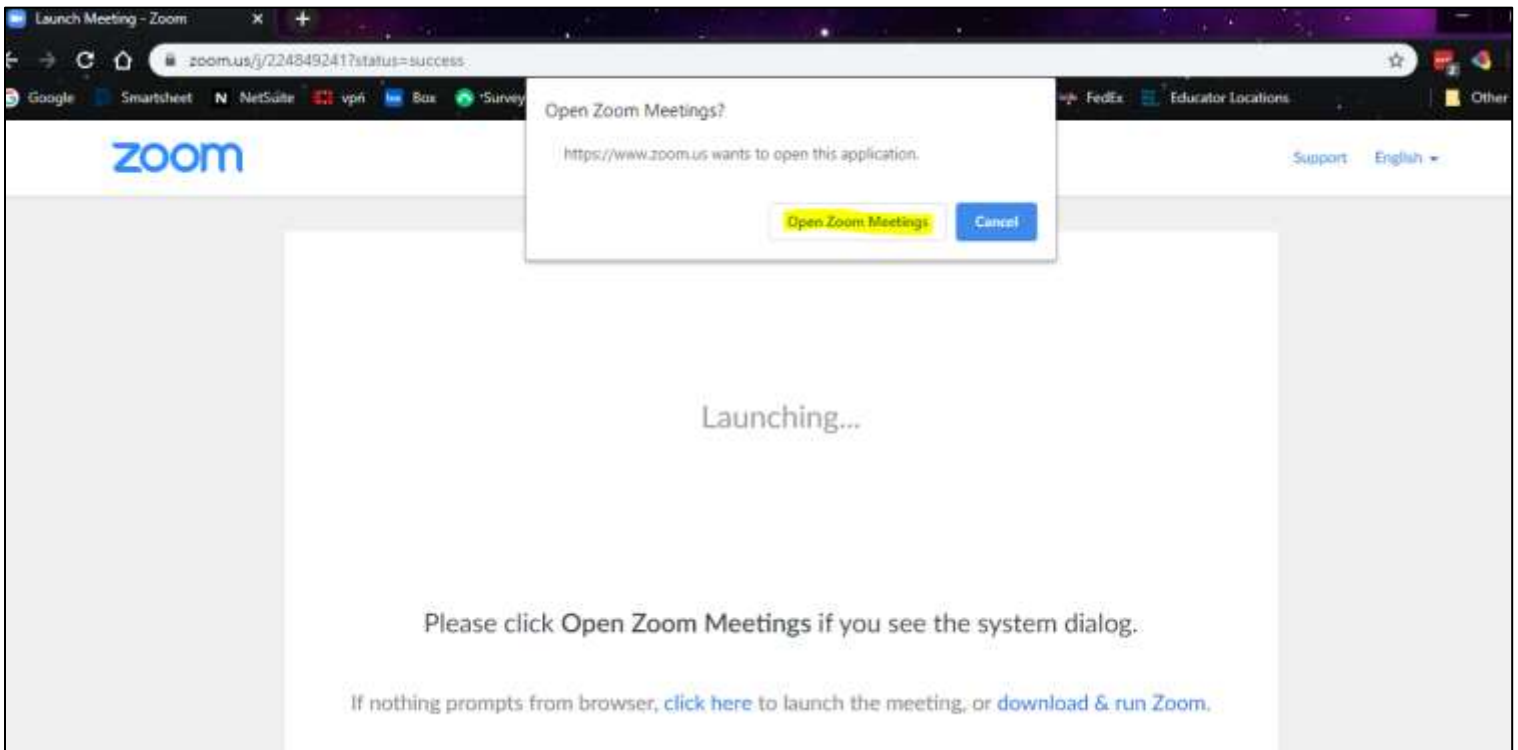 Launch Meeting - Zoom
zoom.us/j/224849241?status=success
Google Smartsheet N NetSuite vpn Box Survey FedEx Educator Locations Other
Open Zoom Meetings?
https://www.zoom.us wants to open this application.
zoom
Support English
Open Zoom Meetings Cancel
Launching...
Please click Open Zoom Meetings if you see the system dialog.
If nothing prompts from browser, click here to launch the meeting, or download & run Zoom.